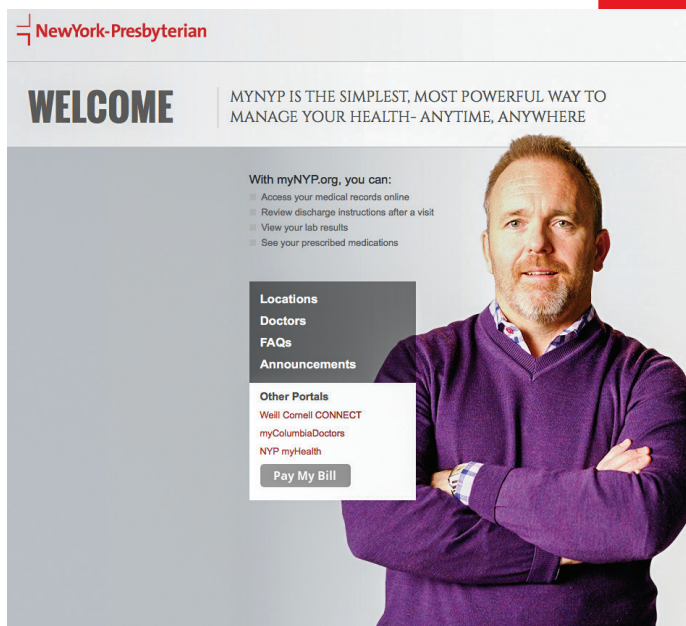 NewYork-Presbyterian
WELCOME
MYNYP IS THE SIMPLEST, MOST POWERFUL WAY TO
MANAGE YOUR HEALTH- ANYTIME, ANYWHERE
With myNYP.org, you can:
Access your medical records online
Review discharge instructions after a visit
View your lab results
See your prescribed medications
Locations
Doctors
FAQs
Announcements
Other Portals
Weill Cornell CONNECT
myColumbiaDoctors
NYP myHealth
Pay My Bill